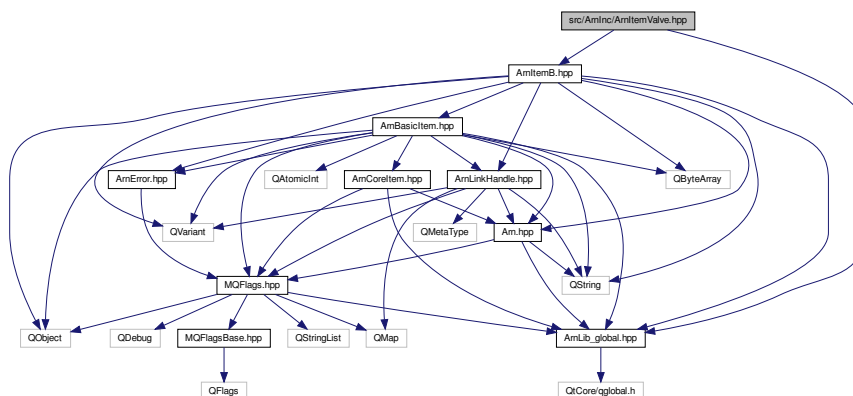 src/ArnInc/ArnItemValve.hpp
ArnItemB.hpp
ArnBasicItem.hpp
ArnError.hpp
QAtomicInt
ArnCoreItem.hpp
ArnLinkHandle.hpp
QByteArray
QVariant
QMetaType
Arn.hpp
MQFlags.hpp
QString
QObject
QDebug
MQFlagsBase.hpp
QStringList
QMap
ArnLib_global.hpp
QFlags
QtCore/qglobal.h